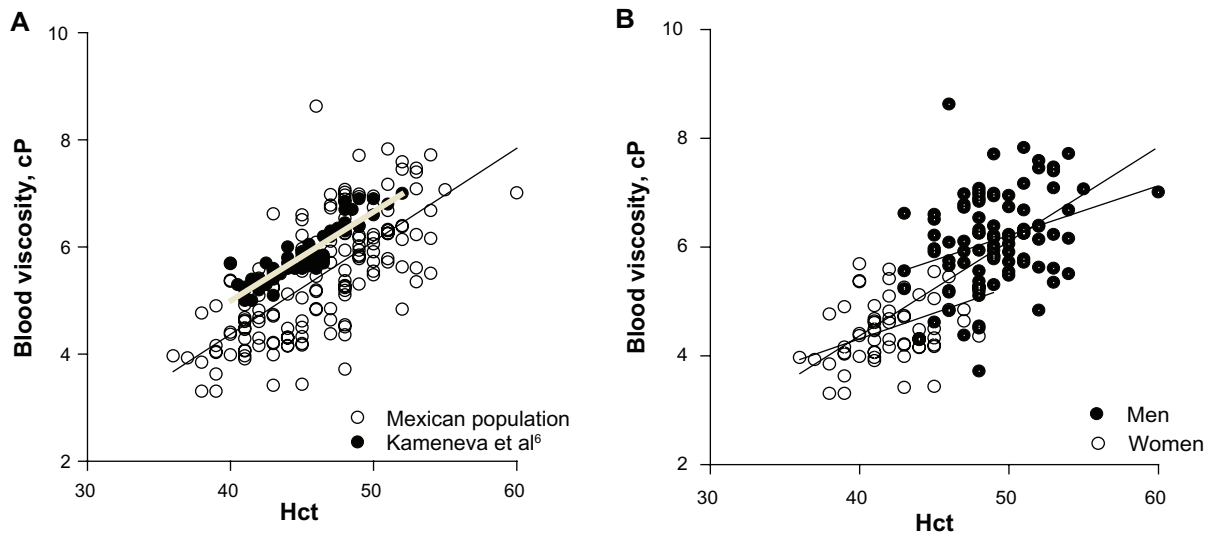 A
Blood viscosity, cP
10
8
6
4
2
30
40
50
60
Hct
Mexican population
Kameneva et al⁶
B
Blood viscosity, cP
10
8
6
4
2
30
40
50
60
Hct
Men
Women